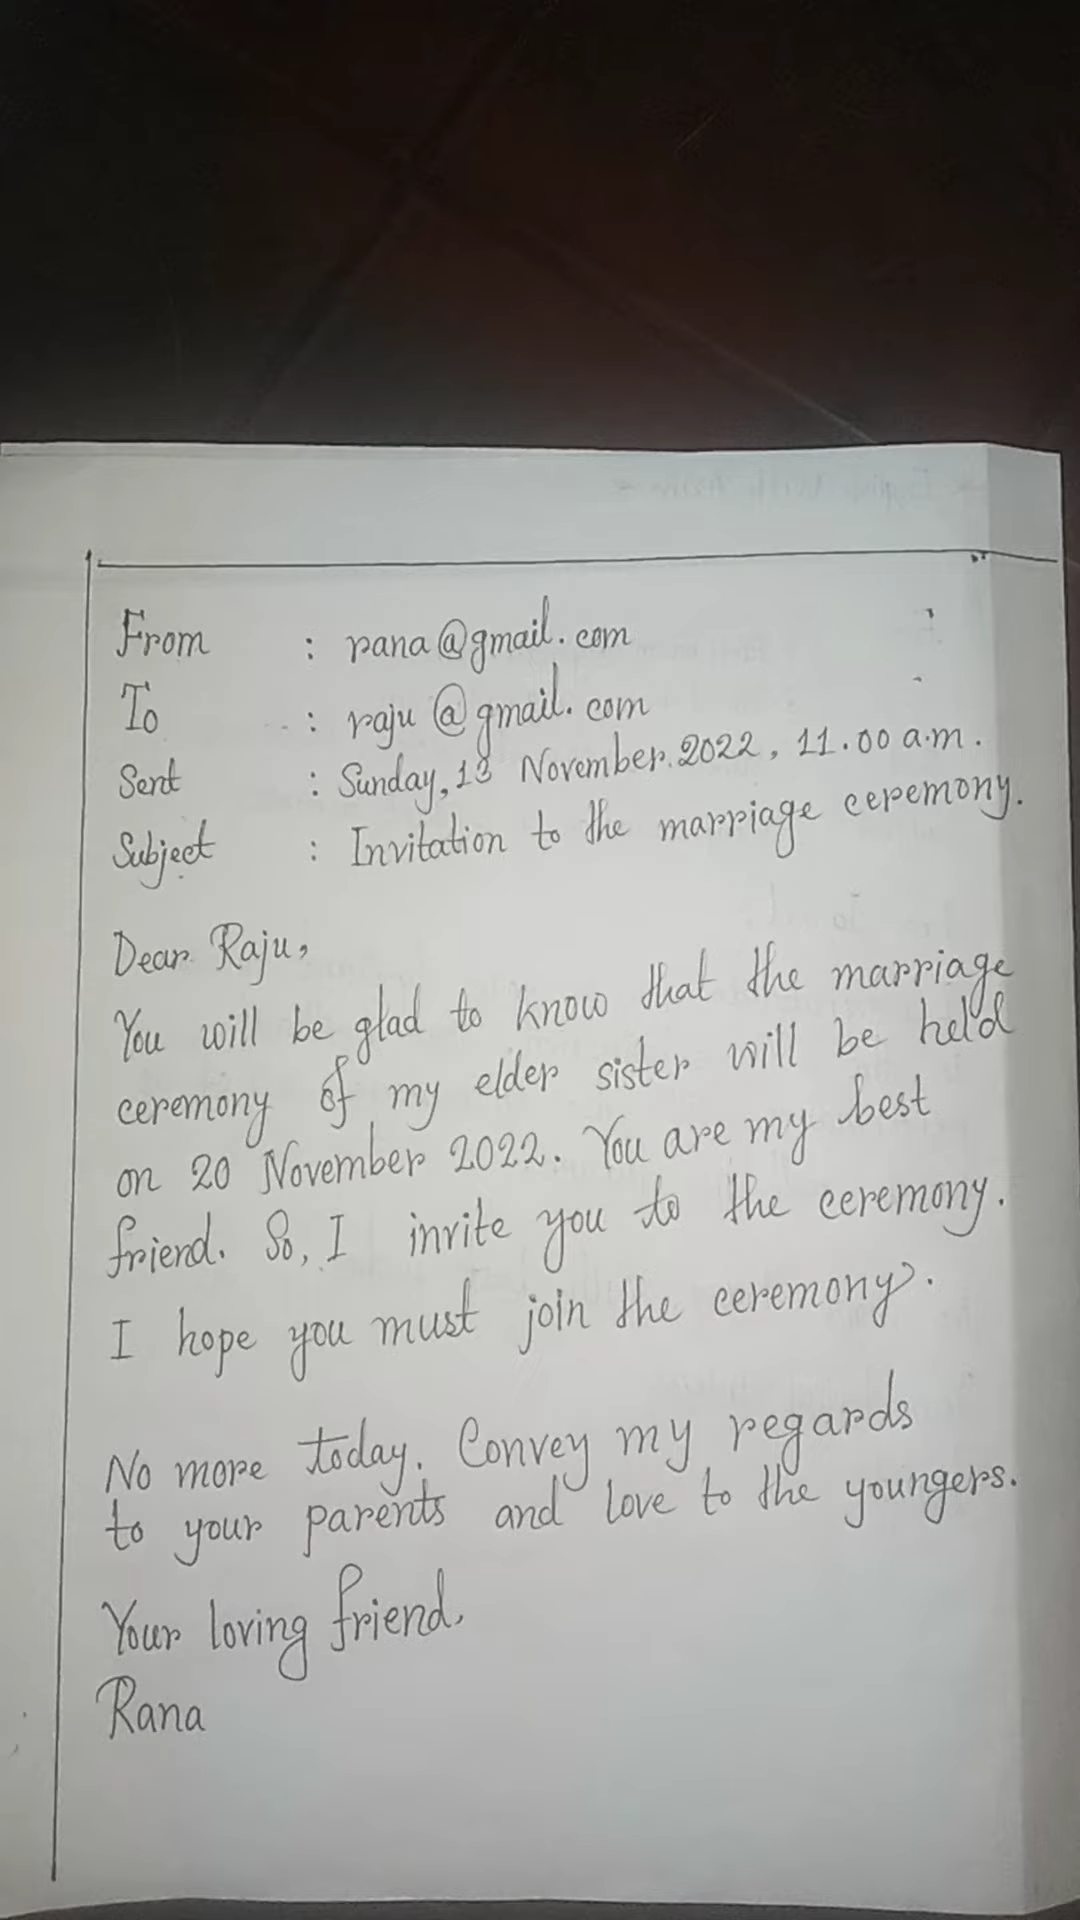 From : rana@gmail.com
To : raju@gmail.com
Sent : Sunday, 13 November.2022, 11.00 a.m.
Subject : Invitation to the marriage ceremony.
Dear Raju,
You will be glad to know that the marriage
ceremony of my elder sister will be held
on 20 November 2022. You are my best
friend. So, I invite you to the ceremony.
I hope you must join the ceremony.
No more today. Convey my regards
to your parents and love to the youngers.
Your loving friend,
Rana